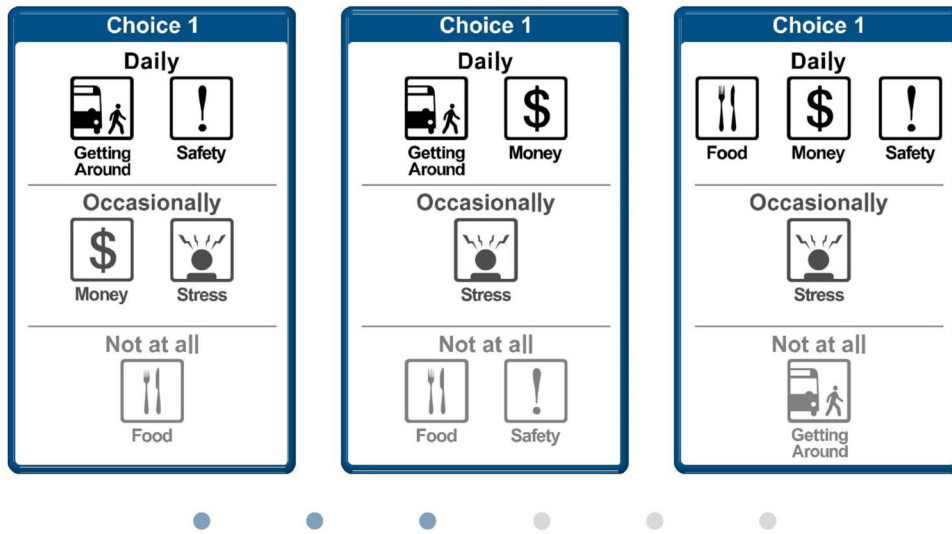 Choice 1
Daily
Getting Around
Safety
Occasionally
$
Money
Stress
Not at all
Food
Choice 1
Daily
Getting Around
$
Money
Occasionally
Stress
Not at all
Food
Safety
Choice 1
Daily
Food
$
Money
!
Safety
Occasionally
Stress
Not at all
Getting Around